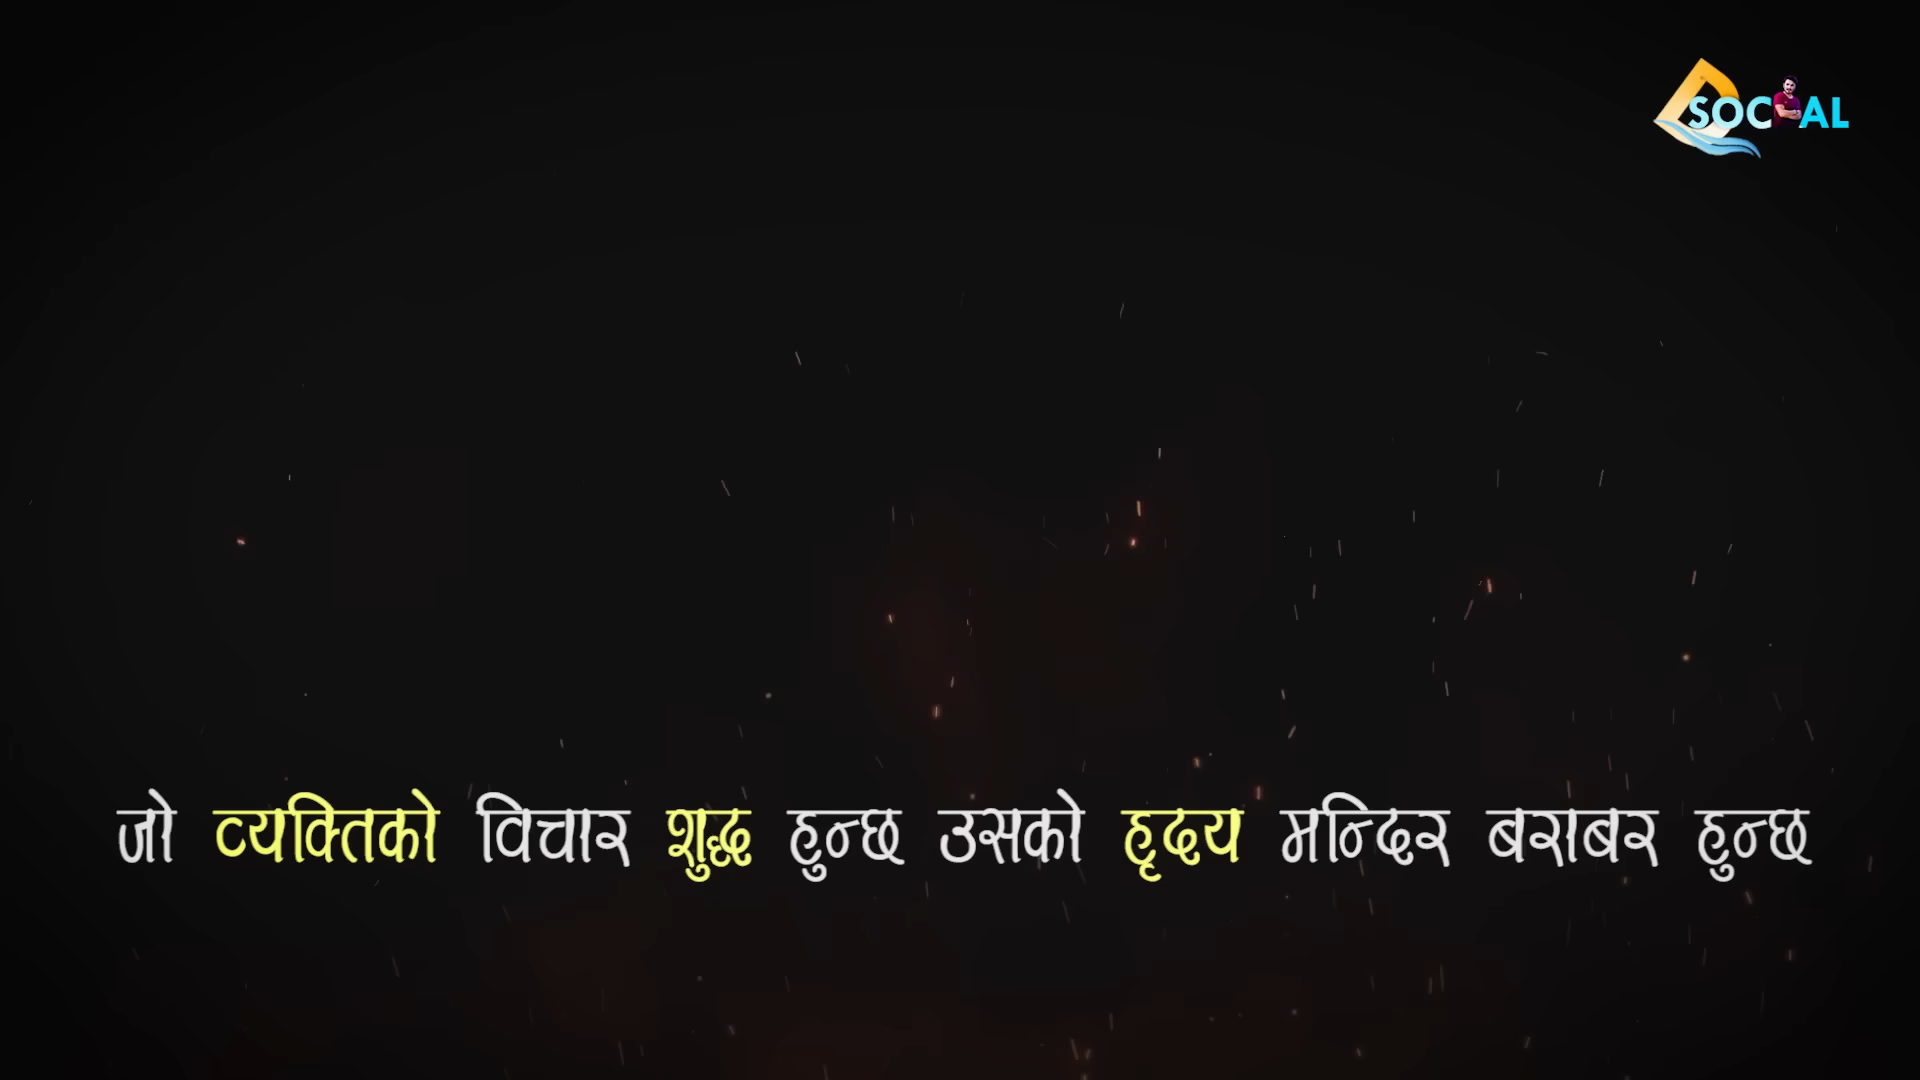 SOCIAL
जो व्यक्तिको विचार शुद्ध हुन्छ उसको हृदय मन्दिर बराबर हुन्छ